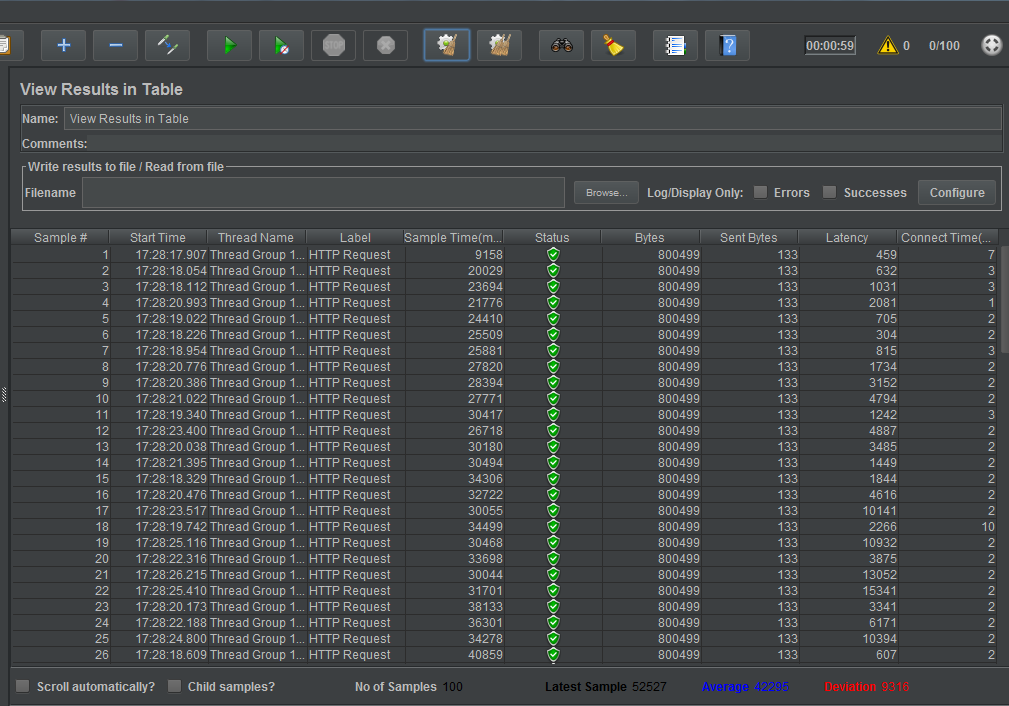 STOP
00:00:59 0 0/100
View Results in Table
Name: View Results in Table
Comments:
Write results to file / Read from file
Filename Browse... Log/Display Only: Errors Successes Configure
Sample # Start Time Thread Name Label Sample Time(m... Status Bytes Sent Bytes Latency Connect Time(...
1 17:28:17.907 Thread Group 1... HTTP Request 9158 800499 133 459 7
2 17:28:18.054 Thread Group 1... HTTP Request 20029 800499 133 632 3
3 17:28:18.112 Thread Group 1... HTTP Request 23694 800499 133 1031 3
4 17:28:20.993 Thread Group 1... HTTP Request 21776 800499 133 2081 1
5 17:28:19.022 Thread Group 1... HTTP Request 24410 800499 133 705 2
6 17:28:18.226 Thread Group 1... HTTP Request 25509 800499 133 304 2
7 17:28:18.954 Thread Group 1... HTTP Request 25881 800499 133 815 3
8 17:28:20.776 Thread Group 1... HTTP Request 27820 800499 133 1734 2
9 17:28:20.386 Thread Group 1... HTTP Request 28394 800499 133 3152 2
10 17:28:21.022 Thread Group 1... HTTP Request 27771 800499 133 4794 2
11 17:28:19.340 Thread Group 1... HTTP Request 30417 800499 133 1242 3
12 17:28:23.400 Thread Group 1... HTTP Request 26718 800499 133 4887 2
13 17:28:20.038 Thread Group 1... HTTP Request 30180 800499 133 3485 2
14 17:28:21.395 Thread Group 1... HTTP Request 30494 800499 133 1449 2
15 17:28:18.329 Thread Group 1... HTTP Request 34306 800499 133 1844 2
16 17:28:20.476 Thread Group 1... HTTP Request 32722 800499 133 4616 2
17 17:28:23.517 Thread Group 1... HTTP Request 30055 800499 133 10141 2
18 17:28:19.742 Thread Group 1... HTTP Request 34499 800499 133 2266 10
19 17:28:25.116 Thread Group 1... HTTP Request 30468 800499 133 10932 2
20 17:28:22.316 Thread Group 1... HTTP Request 33698 800499 133 3875 2
21 17:28:26.215 Thread Group 1... HTTP Request 30044 800499 133 13052 2
22 17:28:25.410 Thread Group 1... HTTP Request 31701 800499 133 15341 2
23 17:28:20.173 Thread Group 1... HTTP Request 38133 800499 133 3341 2
24 17:28:22.188 Thread Group 1... HTTP Request 36301 800499 133 6171 2
25 17:28:24.800 Thread Group 1... HTTP Request 34278 800499 133 10394 2
26 17:28:18.609 Thread Group 1... HTTP Request 40859 800499 133 607 2
Scroll automatically? Child samples? No of Samples 100 Latest Sample 52527 Average 42295 Deviation 9316